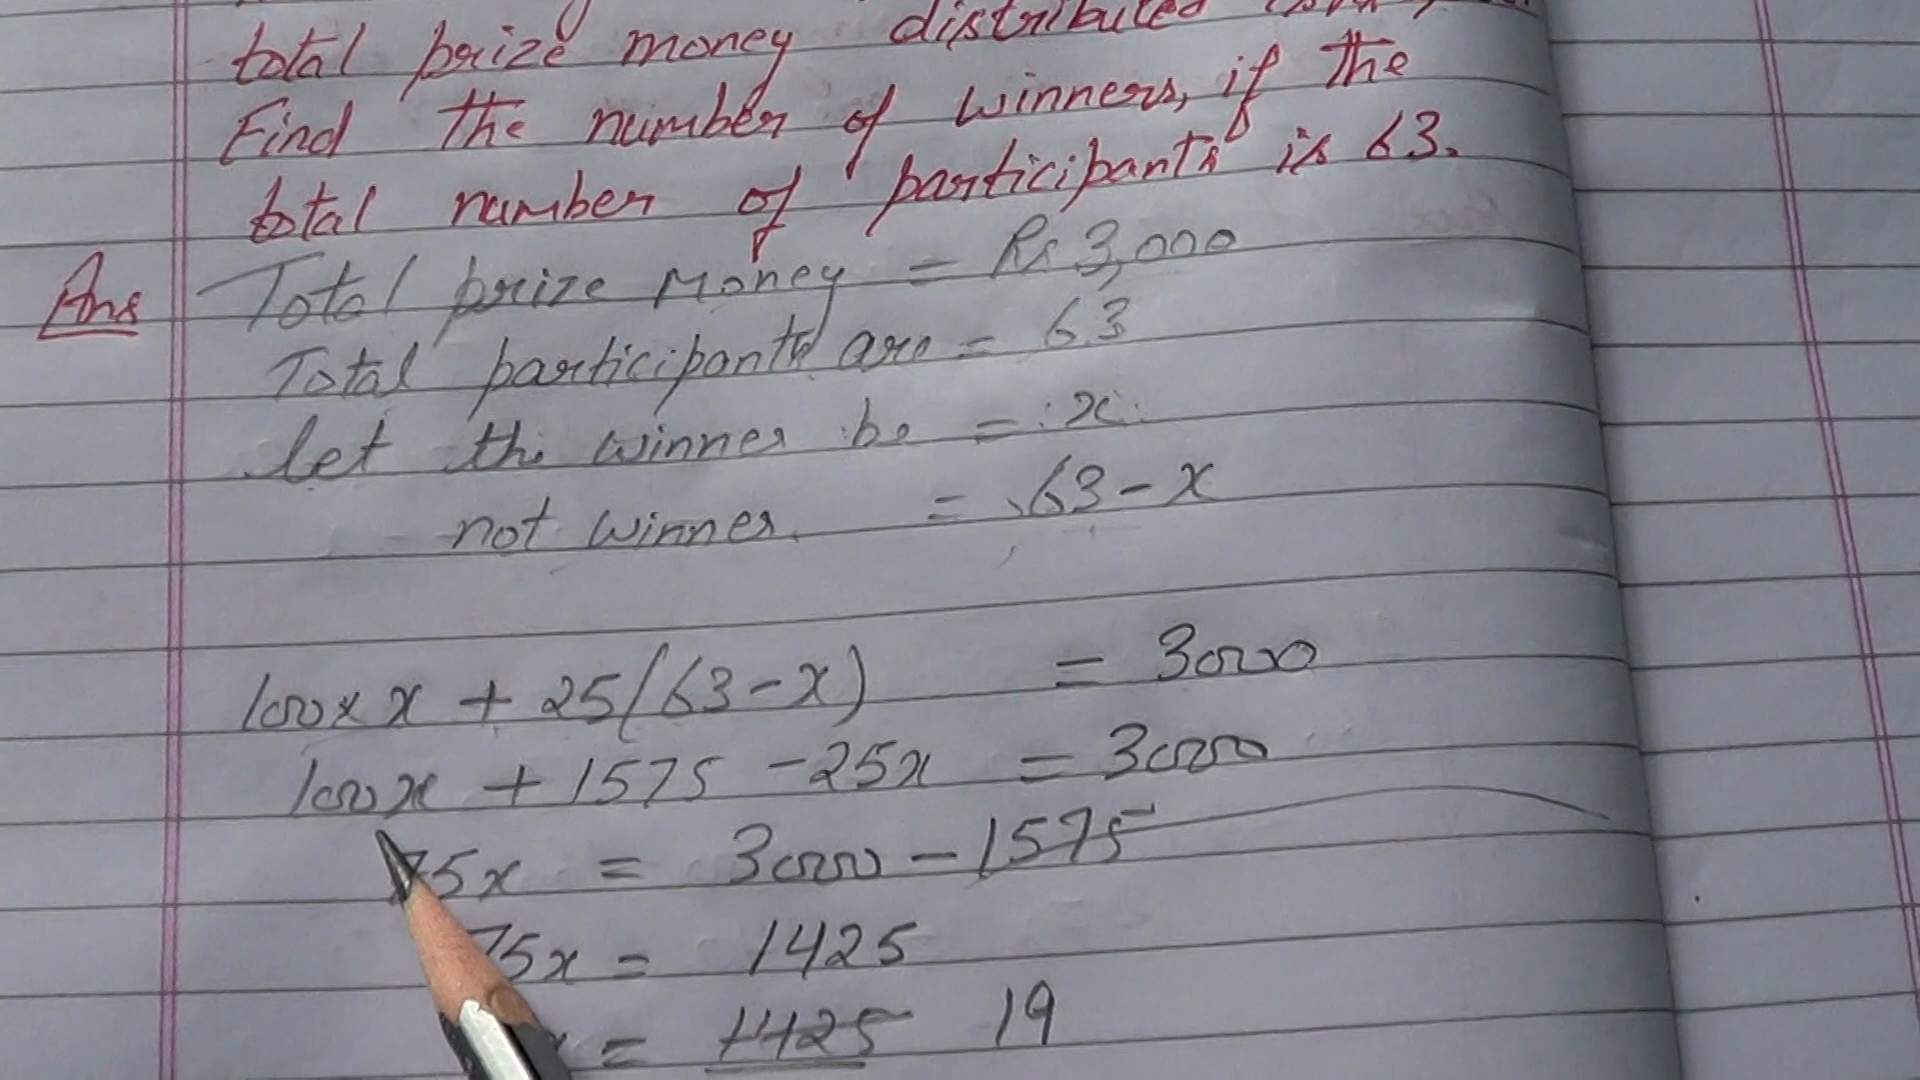 total prize money distributed
Find the number of winners, if the
total number of participants is 63.
Ans Total prize Money = Rs 3,000
Total participants are = 63
let the winner be = x
not winner = 63 - x
100 × x + 25(63 - x) = 3000
100x + 1575 - 25x = 3000
75x = 3000 - 1575
75x = 1425
= 1425 19